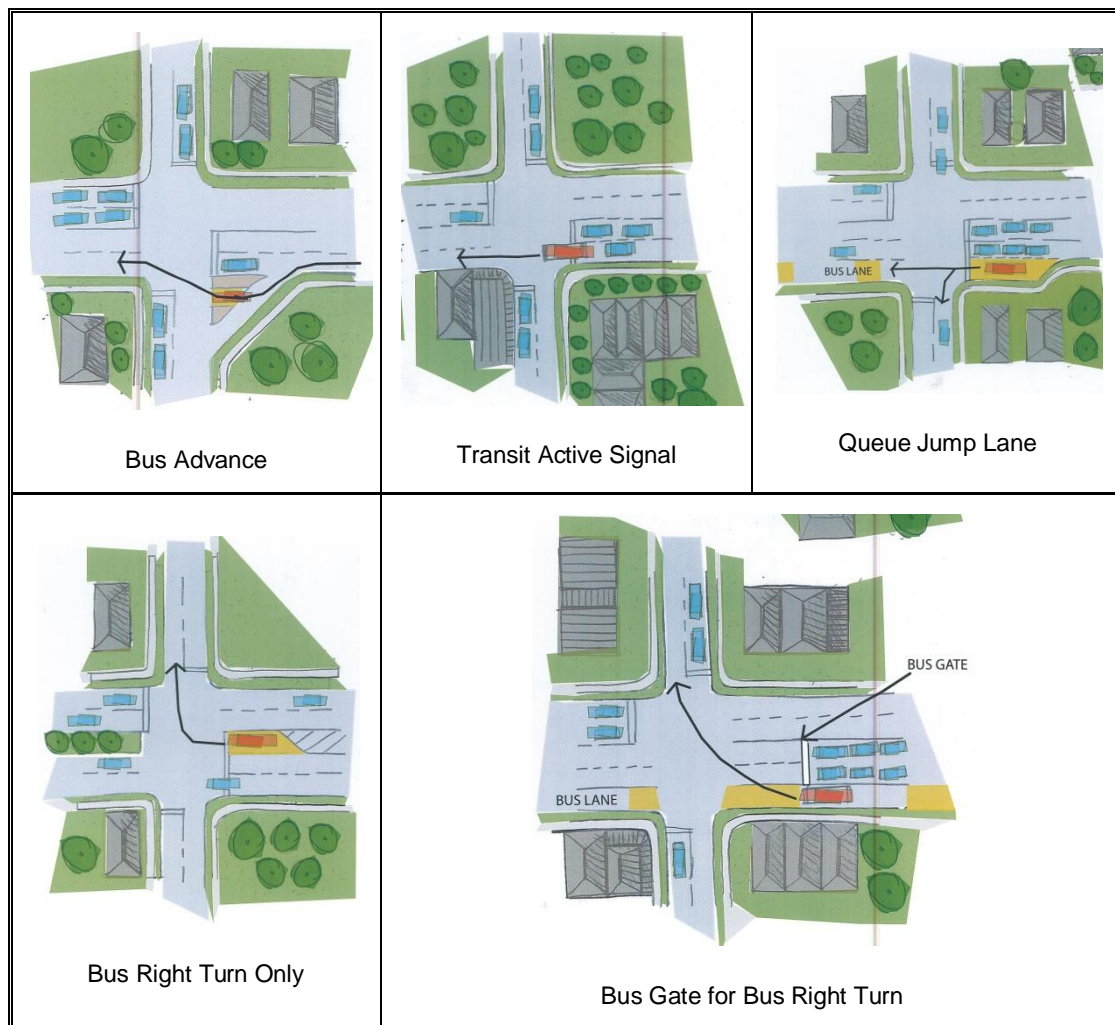 BUS LANE
Bus Advance
Transit Active Signal
Queue Jump Lane
BUS GATE
BUS LANE
Bus Right Turn Only
Bus Gate for Bus Right Turn